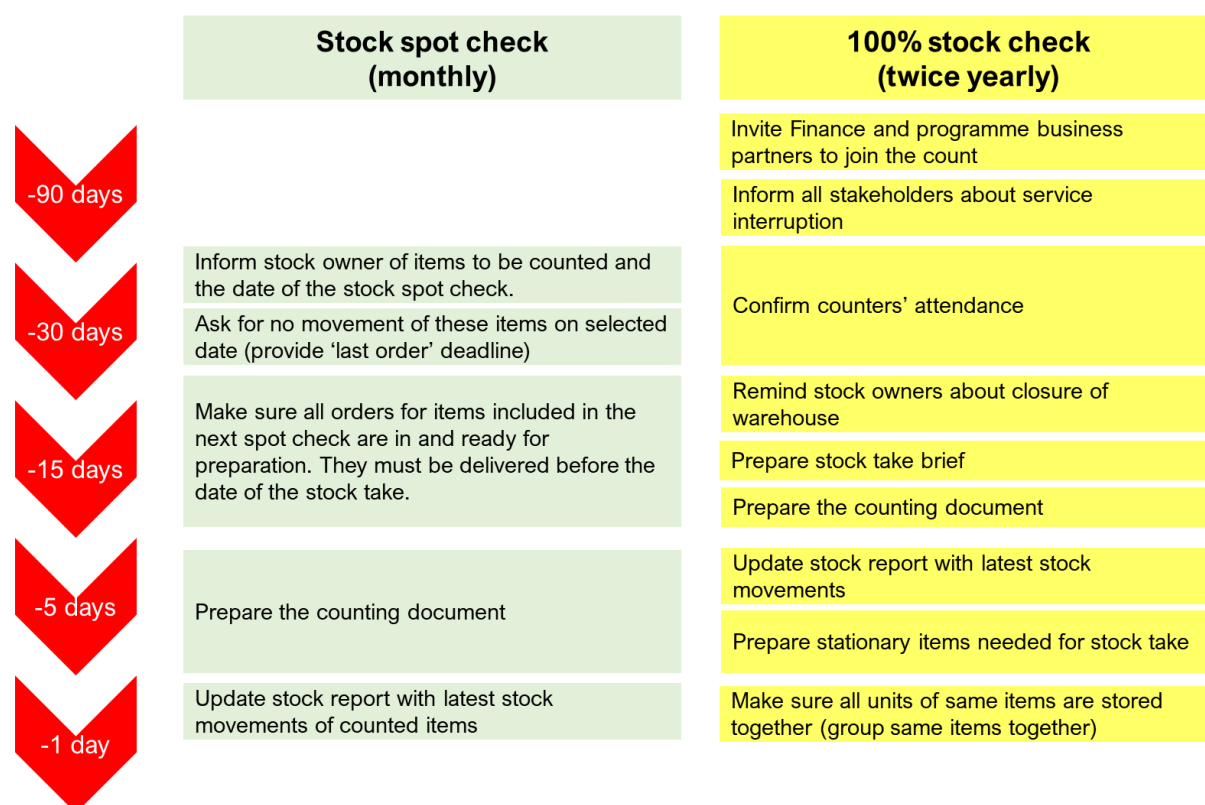 Stock spot check
(monthly)
100% stock check
(twice yearly)
-90 days
Invite Finance and programme business
partners to join the count
Inform all stakeholders about service
interruption
-30 days
Inform stock owner of items to be counted and
the date of the stock spot check.
Ask for no movement of these items on selected
date (provide ‘last order’ deadline)
Confirm counters’ attendance
-15 days
Make sure all orders for items included in the
next spot check are in and ready for
preparation. They must be delivered before the
date of the stock take.
Remind stock owners about closure of
warehouse
Prepare stock take brief
Prepare the counting document
-5 days
Prepare the counting document
Update stock report with latest stock
movements
Prepare stationary items needed for stock take
-1 day
Update stock report with latest stock
movements of counted items
Make sure all units of same items are stored
together (group same items together)